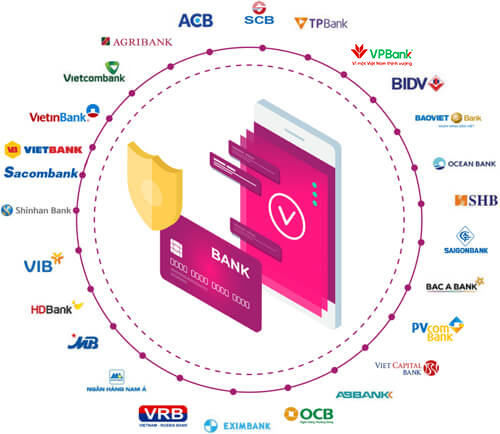 ACB
SCB
TPBank
AGRIBANK
VPBank
Vì một Việt Nam thịnh vượng
Vietcombank
BIDV
VietinBank
BAOVIET Bank
VB VIETBANK
OCEAN BANK
Sacombank
SHB
Shinhan Bank
SAIGONBANK
BANK
VIB
BAC A BANK
HDBank
PVcomBank
MB
VIET CAPITAL
BANK
NGÂN HÀNG NAM Á
ABBANK
VRB
VIETNAM - RUSSIA BANK
EXIMBANK
OCB